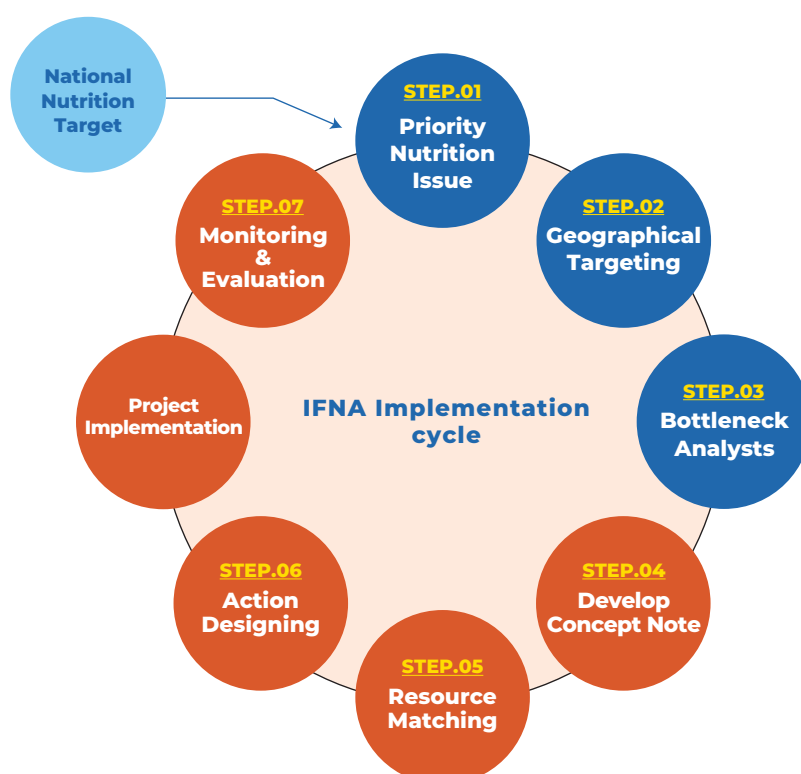 National
Nutrition
Target
STEP.01
Priority
Nutrition
Issue
STEP.02
Geographical
Targeting
STEP.03
Bottleneck
Analysts
STEP.04
Develop
Concept Note
STEP.05
Resource
Matching
STEP.06
Action
Designing
Project
Implementation
STEP.07
Monitoring
&
Evaluation
IFNA Implementation
cycle